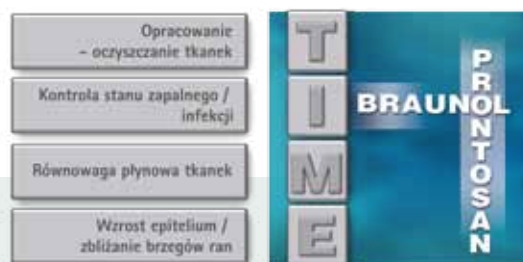 Opracowanie
– oczyszczanie tkanek
Kontrola stanu zapalnego /
infekcji
Równowaga płynowa tkanek
Wzrost epitelium /
zbliżanie brzegów ran
T
I
M
E
BRAUNOL
PRONTOSAN